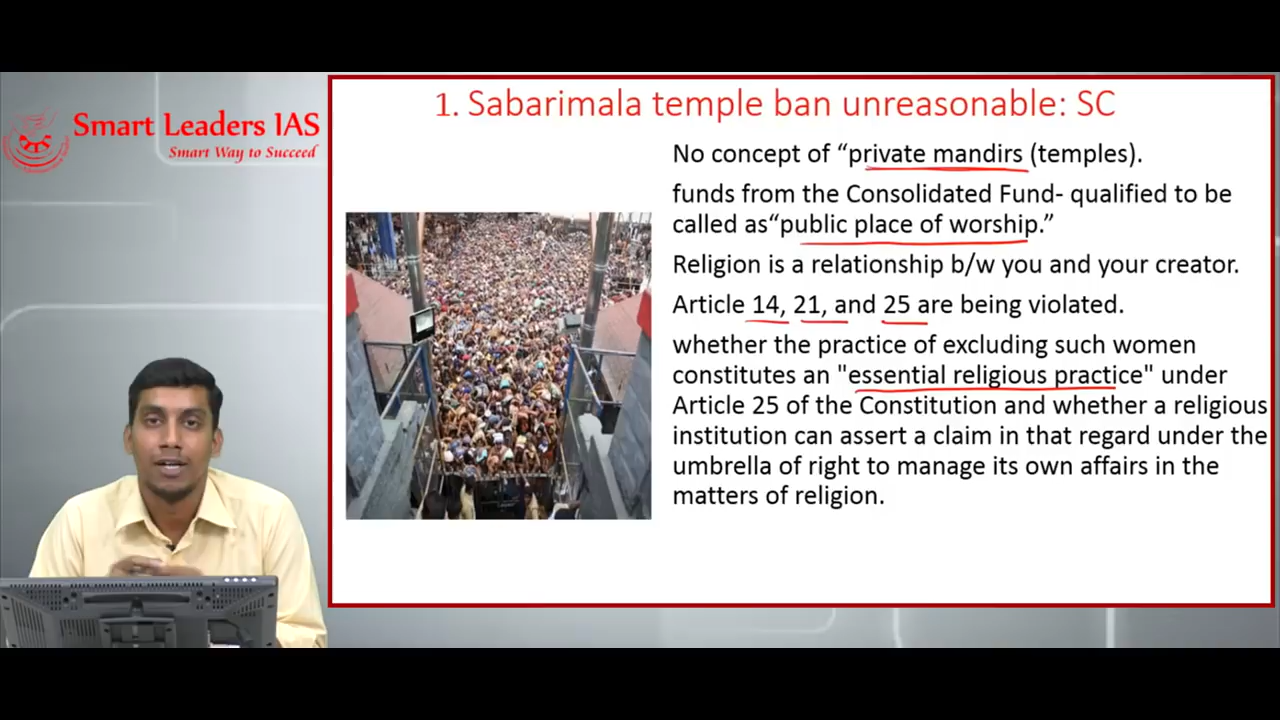 Smart Leaders IAS
Smart Way to Succeed
1. Sabarimala temple ban unreasonable: SC
No concept of “private mandirs (temples).
funds from the Consolidated Fund- qualified to be
called as“public place of worship.”
Religion is a relationship b/w you and your creator.
Article 14, 21, and 25 are being violated.
whether the practice of excluding such women
constitutes an "essential religious practice" under
Article 25 of the Constitution and whether a religious
institution can assert a claim in that regard under the
umbrella of right to manage its own affairs in the
matters of religion.